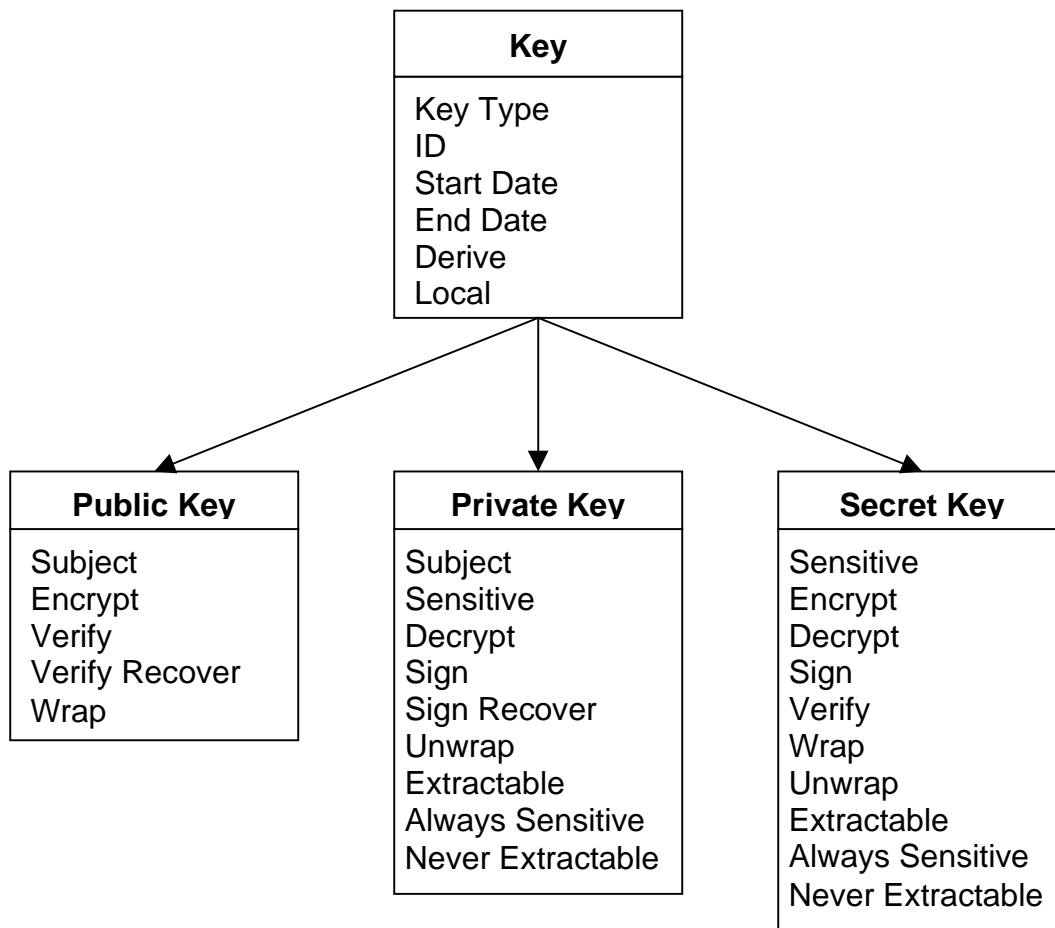 Key
Key Type
ID
Start Date
End Date
Derive
Local
Public Key
Subject
Encrypt
Verify
Verify Recover
Wrap
Private Key
Subject
Sensitive
Decrypt
Sign
Sign Recover
Unwrap
Extractable
Always Sensitive
Never Extractable
Secret Key
Sensitive
Encrypt
Decrypt
Sign
Verify
Wrap
Unwrap
Extractable
Always Sensitive
Never Extractable